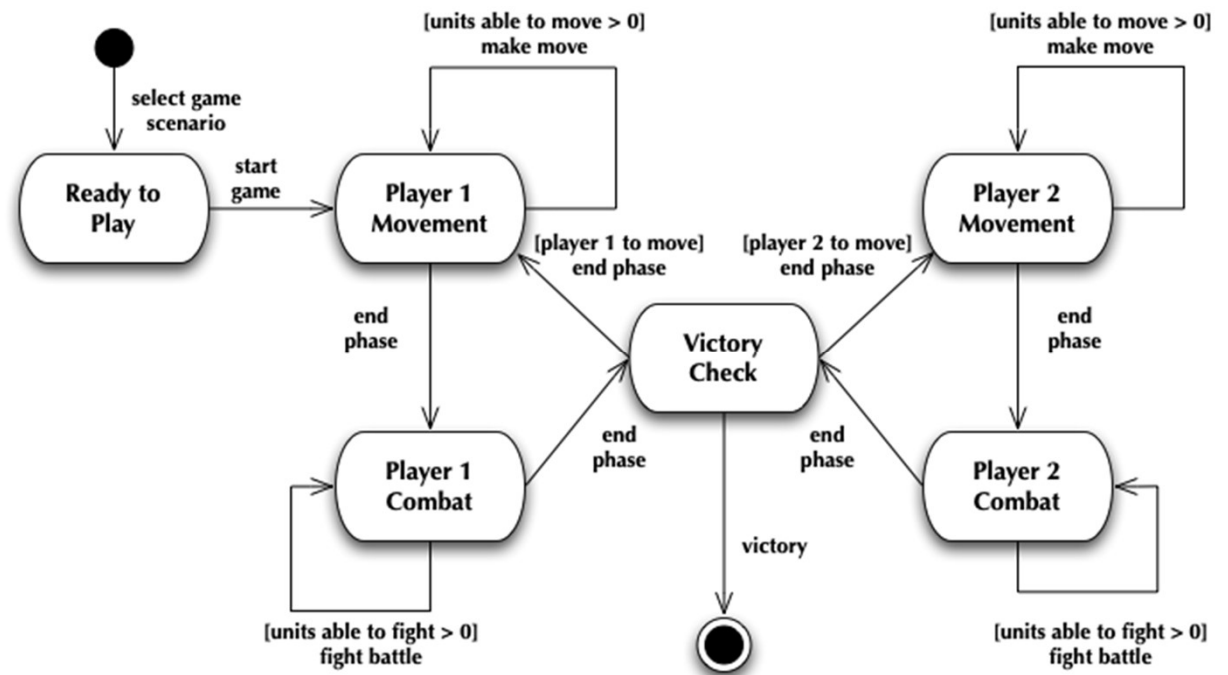 [units able to move > 0]
make move
[units able to move > 0]
make move
select game
scenario
start
game
Ready to
Play
Player 1
Movement
Player 2
Movement
[player 1 to move]
end phase
[player 2 to move]
end phase
end
phase
Victory
Check
end
phase
end
phase
end
phase
Player 1
Combat
Player 2
Combat
victory
[units able to fight > 0]
fight battle
[units able to fight > 0]
fight battle